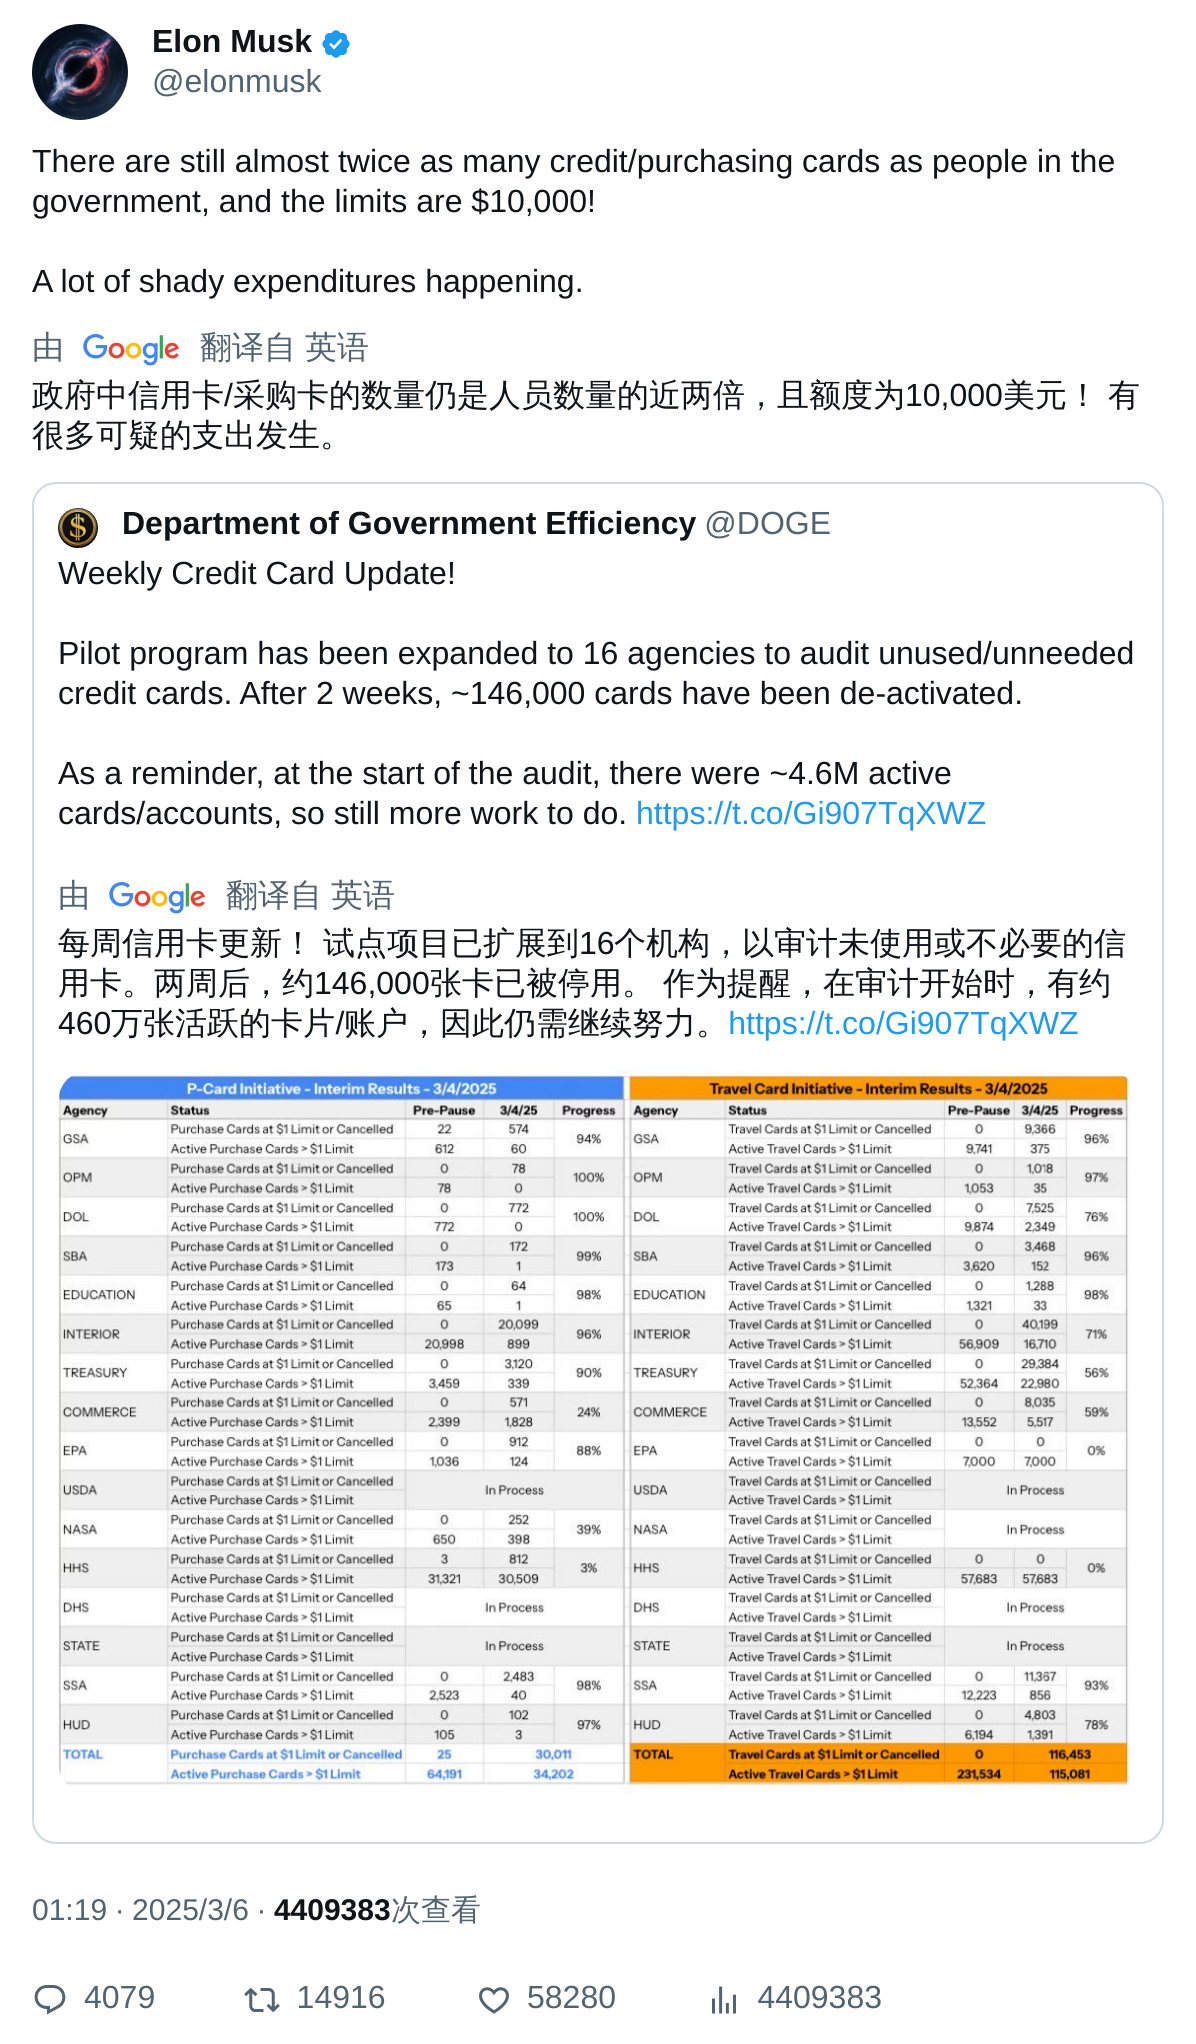 Elon Musk
@elonmusk
There are still almost twice as many credit/purchasing cards as people in the
government, and the limits are $10,000!
A lot of shady expenditures happening.
由 Google 翻译自 英语
政府中信用卡/采购卡的数量仍是人员数量的近两倍，且额度为10,000美元！ 有
很多可疑的支出发生。
Department of Government Efficiency @DOGE
Weekly Credit Card Update!
Pilot program has been expanded to 16 agencies to audit unused/unneeded
credit cards. After 2 weeks, ~146,000 cards have been de-activated.
As a reminder, at the start of the audit, there were ~4.6M active
cards/accounts, so still more work to do. https://t.co/Gi907TqXWZ
由 Google 翻译自 英语
每周信用卡更新！ 试点项目已扩展到16个机构，以审计未使用或不必要的信
用卡。两周后，约146,000张卡已被停用。 作为提醒，在审计开始时，有约
460万张活跃的卡片/账户，因此仍需继续努力。https://t.co/Gi907TqXWZ
P-Card Initiative - Interim Results - 3/4/2025
Agency Status Pre-Pause 3/4/25 Progress
GSA Purchase Cards at $1 Limit or Cancelled 22 574 94%
Active Purchase Cards > $1 Limit 612 60
OPM Purchase Cards at $1 Limit or Cancelled 0 78 100%
Active Purchase Cards > $1 Limit 78 0
DOL Purchase Cards at $1 Limit or Cancelled 0 772 100%
Active Purchase Cards > $1 Limit 772 0
SBA Purchase Cards at $1 Limit or Cancelled 0 172 99%
Active Purchase Cards > $1 Limit 173 1
EDUCATION Purchase Cards at $1 Limit or Cancelled 0 64 98%
Active Purchase Cards > $1 Limit 65 1
INTERIOR Purchase Cards at $1 Limit or Cancelled 0 20,099 96%
Active Purchase Cards > $1 Limit 20,998 899
TREASURY Purchase Cards at $1 Limit or Cancelled 0 3,120 90%
Active Purchase Cards > $1 Limit 3,459 339
COMMERCE Purchase Cards at $1 Limit or Cancelled 0 571 24%
Active Purchase Cards > $1 Limit 2,399 1,828
EPA Purchase Cards at $1 Limit or Cancelled 0 912 88%
Active Purchase Cards > $1 Limit 1,036 124
USDA Purchase Cards at $1 Limit or Cancelled In Process
Active Purchase Cards > $1 Limit
NASA Purchase Cards at $1 Limit or Cancelled 0 252 39%
Active Purchase Cards > $1 Limit 650 398
HHS Purchase Cards at $1 Limit or Cancelled 3 812 3%
Active Purchase Cards > $1 Limit 31,321 30,509
DHS Purchase Cards at $1 Limit or Cancelled In Process
Active Purchase Cards > $1 Limit
STATE Purchase Cards at $1 Limit or Cancelled In Process
Active Purchase Cards > $1 Limit
SSA Purchase Cards at $1 Limit or Cancelled 0 2,483 98%
Active Purchase Cards > $1 Limit 2,523 40
HUD Purchase Cards at $1 Limit or Cancelled 0 102 97%
Active Purchase Cards > $1 Limit 105 3
TOTAL Purchase Cards at $1 Limit or Cancelled 25 30,011
Active Purchase Cards > $1 Limit 64,191 34,202
Travel Card Initiative - Interim Results - 3/4/2025
Agency Status Pre-Pause 3/4/25 Progress
GSA Travel Cards at $1 Limit or Cancelled 0 9,366 96%
Active Travel Cards > $1 Limit 9,741 375
OPM Travel Cards at $1 Limit or Cancelled 0 1,018 97%
Active Travel Cards > $1 Limit 1,053 35
DOL Travel Cards at $1 Limit or Cancelled 0 7,525 76%
Active Travel Cards > $1 Limit 9,874 2,349
SBA Travel Cards at $1 Limit or Cancelled 0 3,468 96%
Active Travel Cards > $1 Limit 3,620 152
EDUCATION Travel Cards at $1 Limit or Cancelled 0 1,288 98%
Active Travel Cards > $1 Limit 1,321 33
INTERIOR Travel Cards at $1 Limit or Cancelled 0 40,199 71%
Active Travel Cards > $1 Limit 56,909 16,710
TREASURY Travel Cards at $1 Limit or Cancelled 0 29,384 56%
Active Travel Cards > $1 Limit 52,364 22,980
COMMERCE Travel Cards at $1 Limit or Cancelled 0 8,035 59%
Active Travel Cards > $1 Limit 13,552 5,517
EPA Travel Cards at $1 Limit or Cancelled 0 0 0%
Active Travel Cards > $1 Limit 7,000 7,000
USDA Travel Cards at $1 Limit or Cancelled In Process
Active Travel Cards > $1 Limit
NASA Travel Cards at $1 Limit or Cancelled In Process
Active Travel Cards > $1 Limit
HHS Travel Cards at $1 Limit or Cancelled 0 0 0%
Active Travel Cards > $1 Limit 57,683 57,683
DHS Travel Cards at $1 Limit or Cancelled In Process
Active Travel Cards > $1 Limit
STATE Travel Cards at $1 Limit or Cancelled In Process
Active Travel Cards > $1 Limit
SSA Travel Cards at $1 Limit or Cancelled 0 11,367 93%
Active Travel Cards > $1 Limit 12,223 856
HUD Travel Cards at $1 Limit or Cancelled 0 4,803 78%
Active Travel Cards > $1 Limit 6,194 1,391
TOTAL Travel Cards at $1 Limit or Cancelled 0 116,453
Active Travel Cards > $1 Limit 231,534 115,081
01:19 · 2025/3/6 · 4409383次查看
4079 14916 58280 4409383